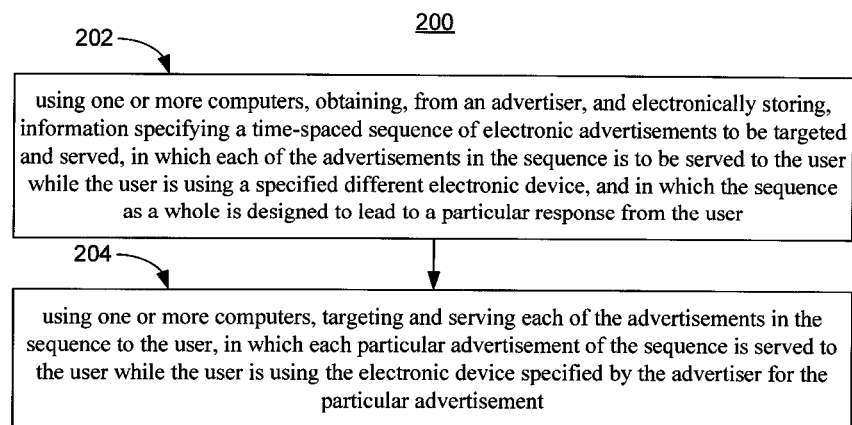 200
202
using one or more computers, obtaining, from an advertiser, and electronically storing,
information specifying a time-spaced sequence of electronic advertisements to be targeted
and served, in which each of the advertisements in the sequence is to be served to the user
while the user is using a specified different electronic device, and in which the sequence
as a whole is designed to lead to a particular response from the user
204
using one or more computers, targeting and serving each of the advertisements in the
sequence to the user, in which each particular advertisement of the sequence is served to
the user while the user is using the electronic device specified by the advertiser for the
particular advertisement